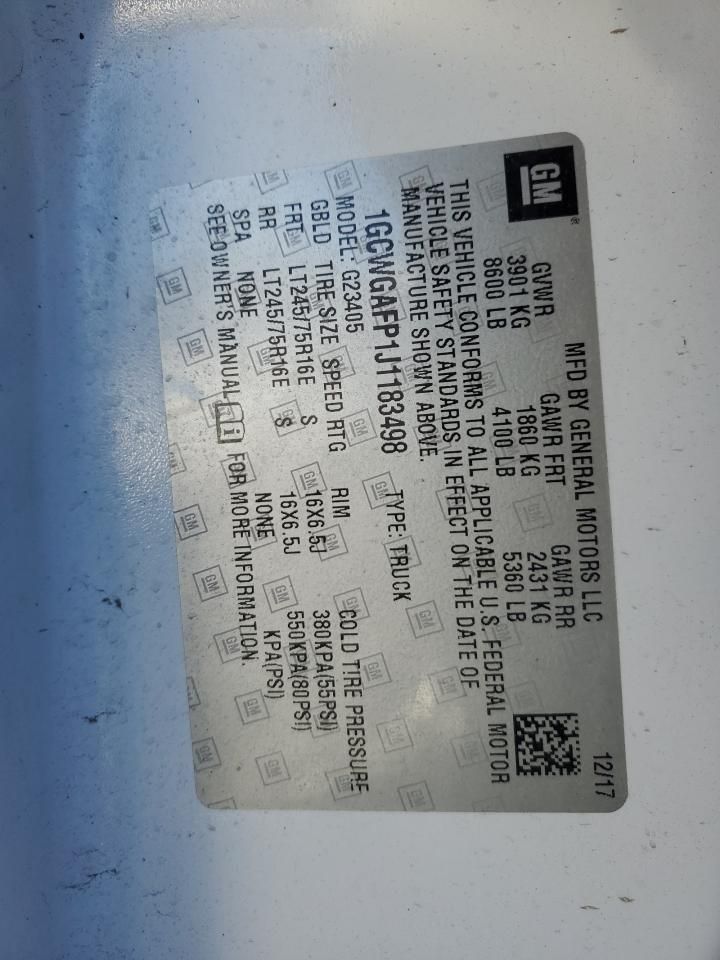 GM
MFD BY GENERAL MOTORS LLC 12/17
GVWR GAWR FRT GAWR RR
3901 KG 1860 KG 2431 KG
8600 LB 4100 LB 5360 LB
THIS VEHICLE CONFORMS TO ALL APPLICABLE U.S. FEDERAL MOTOR
VEHICLE SAFETY STANDARDS IN EFFECT ON THE DATE OF
MANUFACTURE SHOWN ABOVE.
1GCWGAFP1J1183498 TYPE: TRUCK
MODEL: G23405
GBLD TIRE SIZE SPEED RTG RIM COLD TIRE PRESSURE
FRT LT245/75R16E S 16X6.5J 380KPA(55PSI)
RR LT245/75R16E S 16X6.5J 550KPA(80PSI)
SPA NONE NONE KPA(PSI)
SEE OWNER'S MANUAL i FOR MORE INFORMATION.